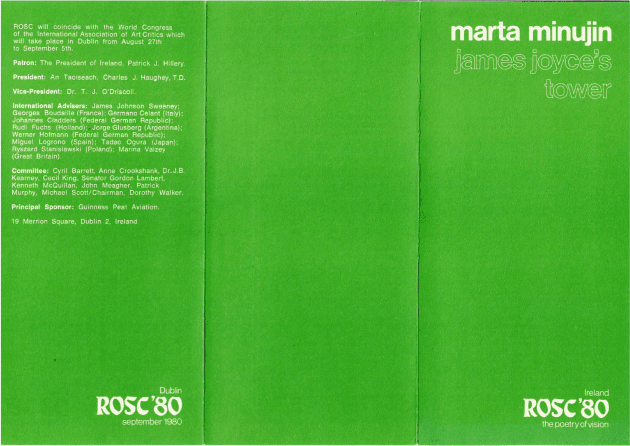 ROSC will coincide with the World Congress
of the International Association of Art Critics which
will take place in Dublin from August 27th
to September 5th.
Patron: The President of Ireland, Patrick J. Hillery.
President: An Taoiseach, Charles J. Haughey, T.D.
Vice-President: Dr. T. J. O'Driscoll.
International Advisers: James Johnson Sweeney;
Georges Boudaille (France); Germano Celant (Italy);
Johannes Cladders (Federal German Republic);
Rudi Fuchs (Holland); Jorge Glusberg (Argentina);
Werner Hofmann (Federal German Republic);
Miguel Logrono (Spain); Tadao Ogura (Japan);
Ryszard Stanislawski (Poland); Marina Vaizey
(Great Britain).
Committee: Cyril Barrett, Anne Crookshank, Dr. J.B.
Kearney, Cecil King, Senator Gordon Lambert,
Kenneth McQuillan, John Meagher, Patrick
Murphy, Michael Scott/Chairman, Dorothy Walker.
Principal Sponsor: Guinness Peat Aviation.
19 Merrion Square, Dublin 2, Ireland
Dublin
ROSC '80
september 1980
marta minujin
james joyce's
tower
Ireland
ROSC '80
the poetry of vision